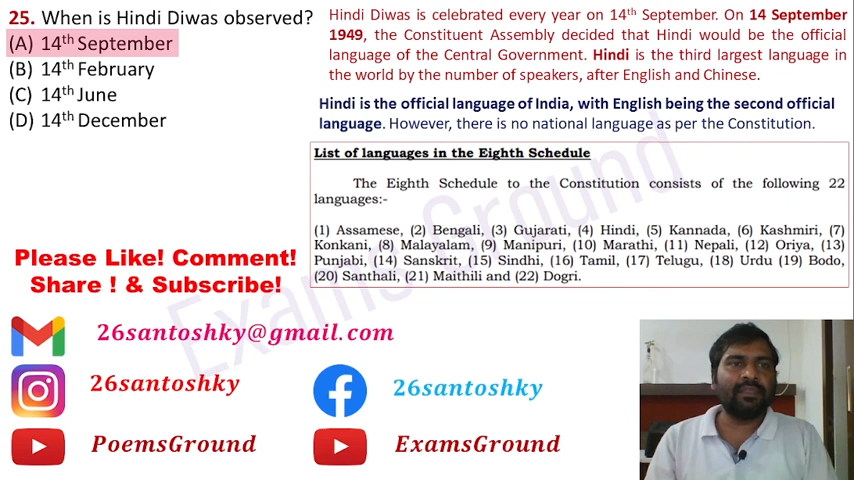 25. When is Hindi Diwas observed?
(A) 14th September
(B) 14th February
(C) 14th June
(D) 14th December
Hindi Diwas is celebrated every year on 14th September. On 14 September
1949, the Constituent Assembly decided that Hindi would be the official
language of the Central Government. Hindi is the third largest language in
the world by the number of speakers, after English and Chinese.
Hindi is the official language of India, with English being the second official
language. However, there is no national language as per the Constitution.
List of languages in the Eighth Schedule
The Eighth Schedule to the Constitution consists of the following 22
languages:-
(1) Assamese, (2) Bengali, (3) Gujarati, (4) Hindi, (5) Kannada, (6) Kashmiri, (7)
Konkani, (8) Malayalam, (9) Manipuri, (10) Marathi, (11) Nepali, (12) Oriya, (13)
Punjabi, (14) Sanskrit, (15) Sindhi, (16) Tamil, (17) Telugu, (18) Urdu (19) Bodo,
(20) Santhali, (21) Maithili and (22) Dogri.
Exams Ground
Please Like! Comment!
Share ! & Subscribe!
26santoshky@gmail.com
26santoshky
26santoshky
PoemsGround
ExamsGround